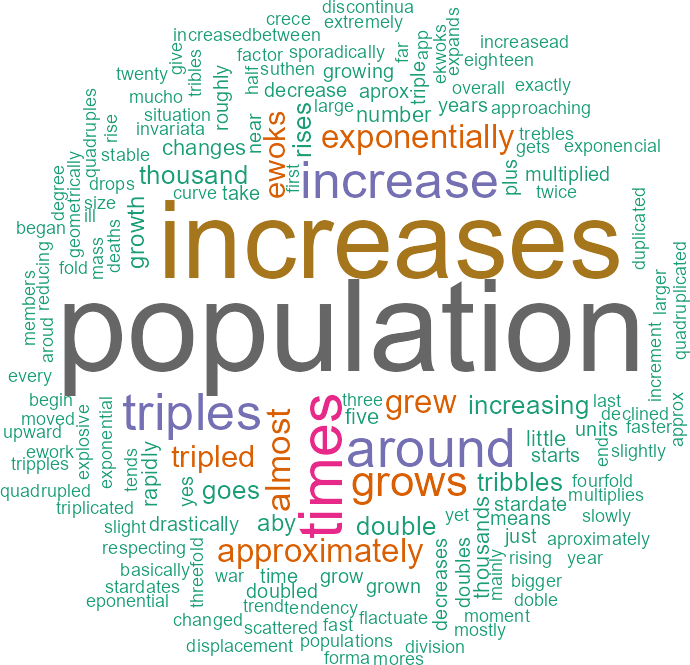 discontinua
crece
extremely
increasedbetween
factor
sporadically
far
app
ekwoks
expands
increasead
eighteen
give
tribles
half
suthen
growing
triple
twenty
roughly
decrease
aprox
overall
exactly
mucho
large
number
years
approaching
quadruples
situation
rise
invariata
near
ewoks
rises
exponentially
trebles
stable
changes
gets
exponencial
geometrically
degree
drops
thousand
first
increase
plus
multiplied
size
curve
take
twice
ill
began
growth
increases
duplicated
mass
deaths
fold
members
reducing
aroud
population
larger
quadruplicated
increment
every
begin
triples
times
three
grew
increasing
last
moved
five
declined
approx
upward
explosive
exponential
almost
around
little
units
faster
ework
tripled
starts
end
slightly
tripples
tends
rapidly
yes
goes
grows
tribbles
fourfold
quadrupled
multiplies
triplicated
stardate
slight
drastically
aby
double
yet
means
slowly
thousands
respecting
threefold
approximately
just
aproximately
basically
war
time
grow
grown
decreases
doubles
mainly
rising
year
stardates
doubled
bigger
eponential
trend
tendency
doble
changed
scattered
fast
flactuate
moment
mostly
displacement
populations
division
forma
mores